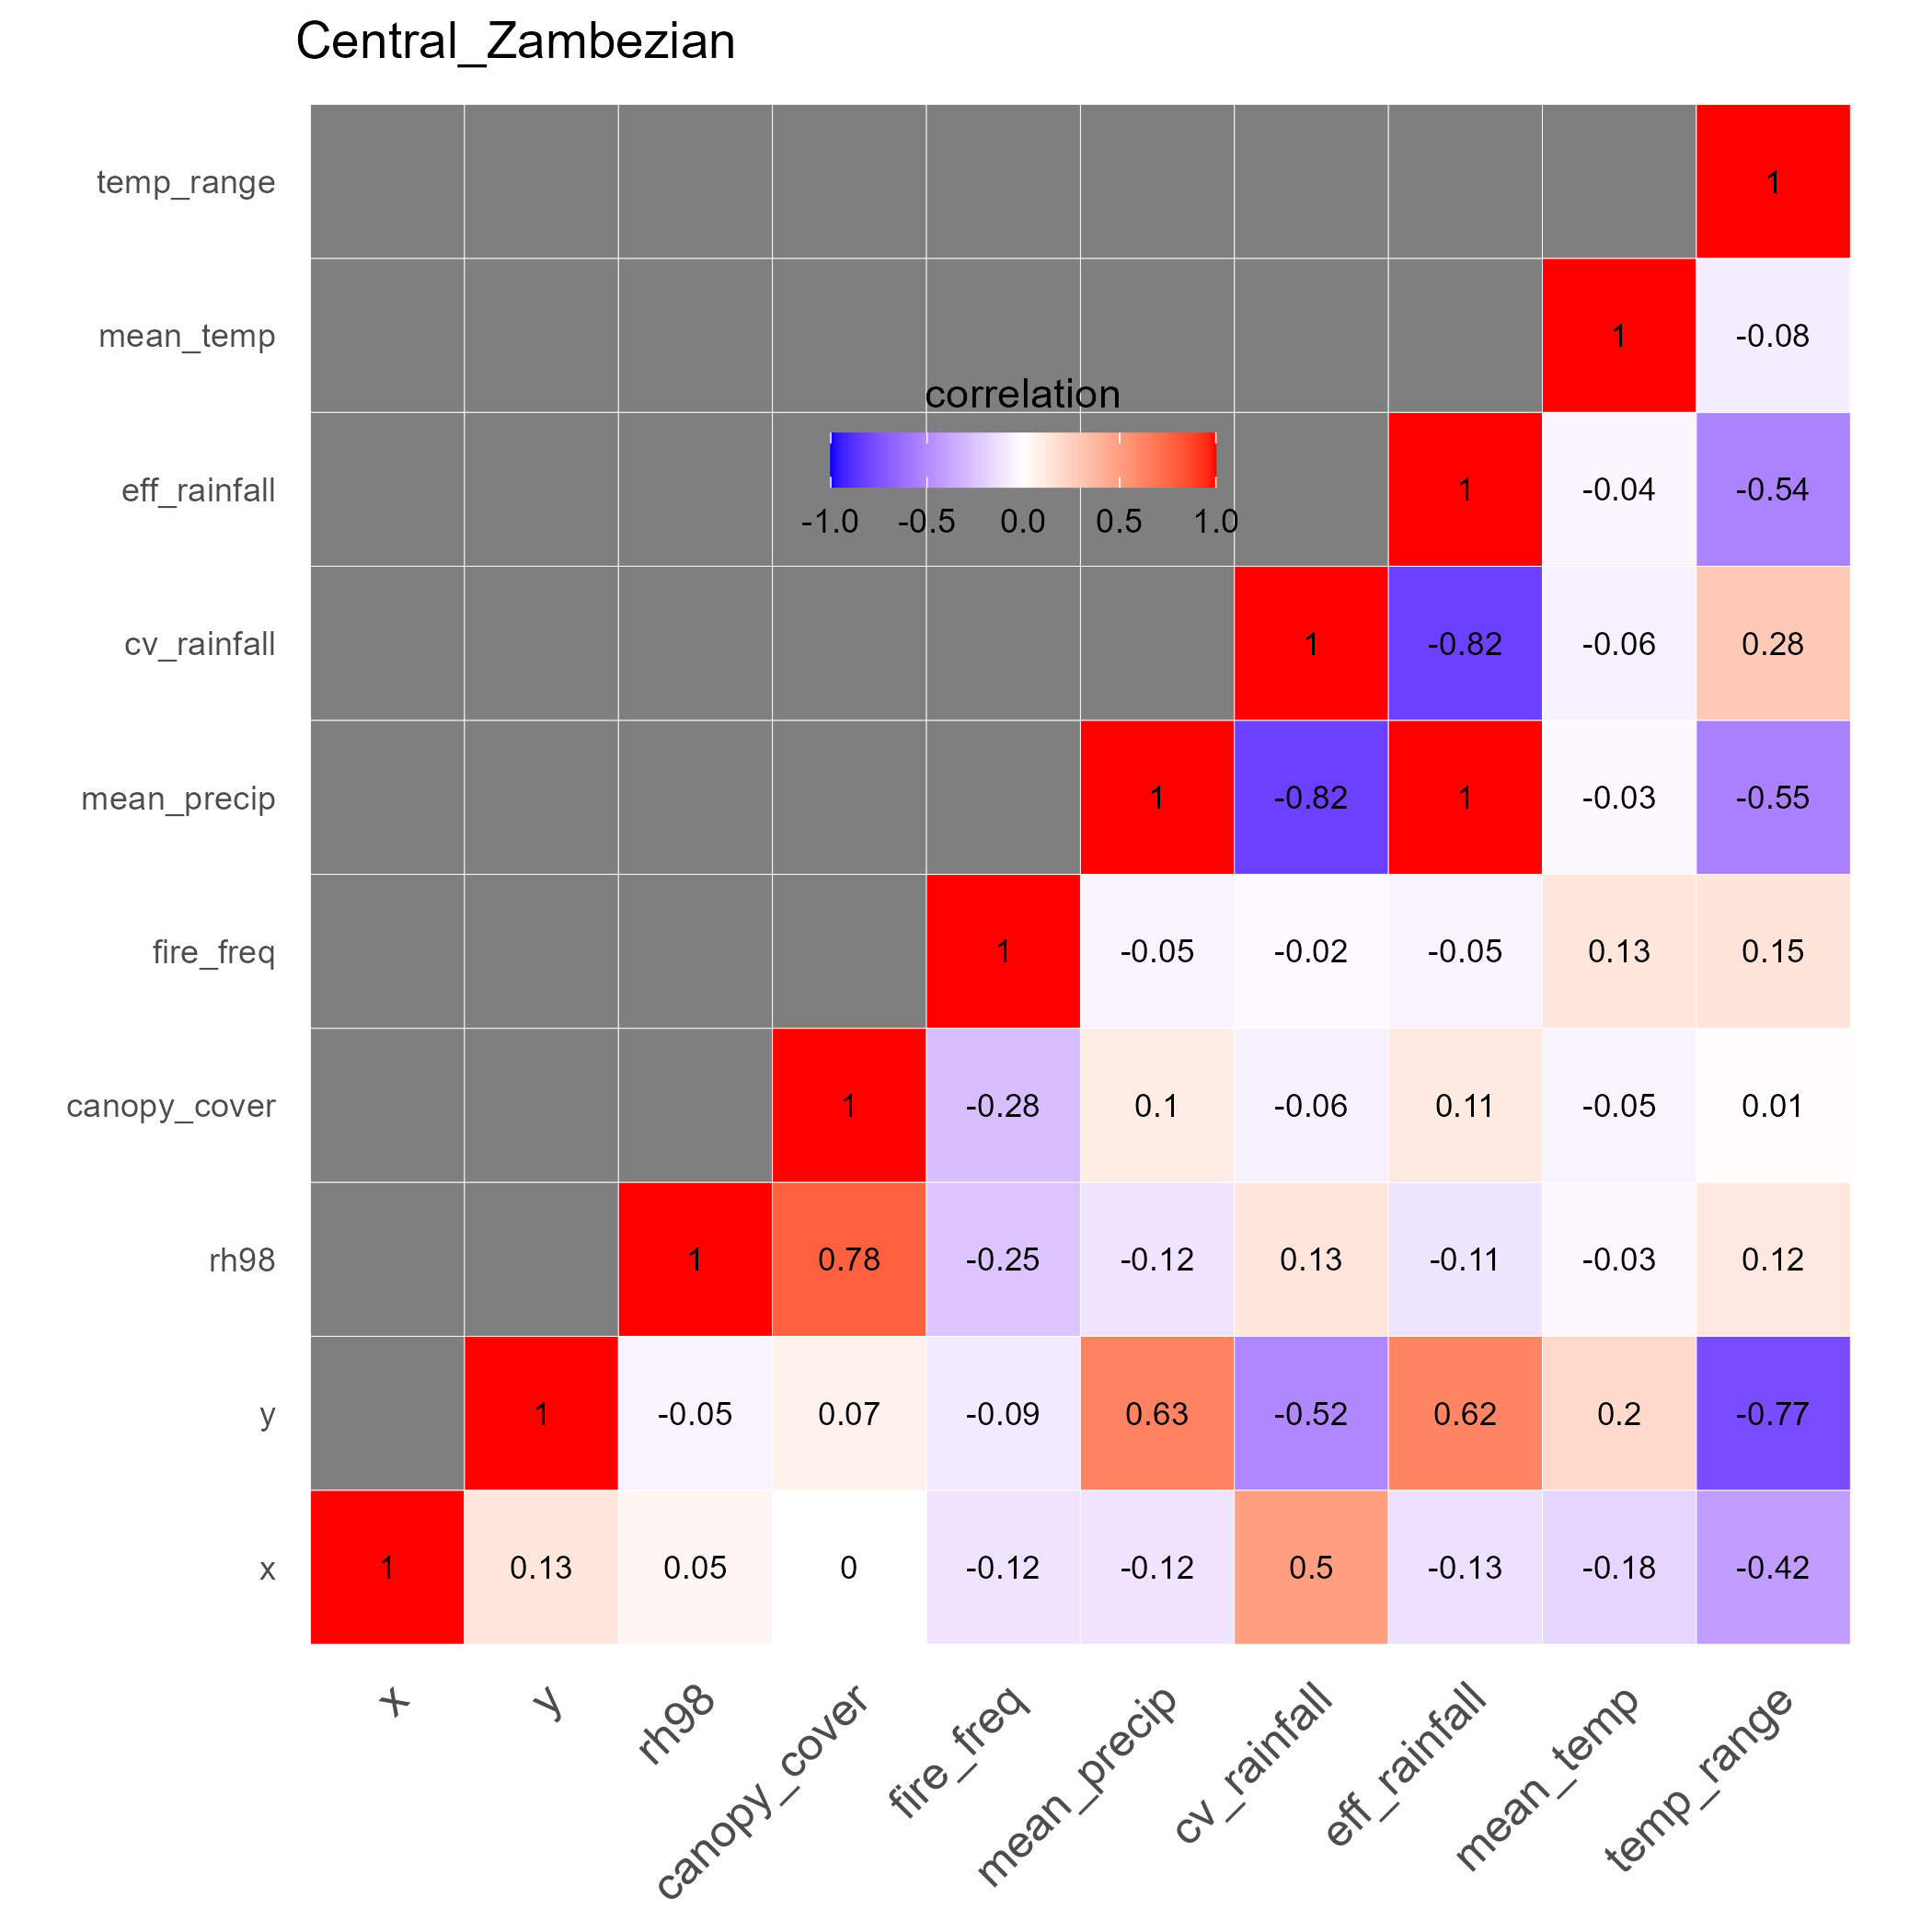 Central_Zambezian
temp_range 1
mean_temp 1 -0.08
correlation
-1.0 -0.5 0.0 0.5 1.0
eff_rainfall 1 -0.04 -0.54
cv_rainfall 1 -0.82 -0.06 0.28
mean_precip 1 -0.82 1 -0.03 -0.55
fire_freq 1 -0.05 -0.02 -0.05 0.13 0.15
canopy_cover 1 -0.28 0.1 -0.06 0.11 -0.05 0.01
rh98 1 0.78 -0.25 -0.12 0.13 -0.11 -0.03 0.12
y 1 -0.05 0.07 -0.09 0.63 -0.52 0.62 0.2 -0.77
x 1 0.13 0.05 0 -0.12 -0.12 0.5 -0.13 -0.18 -0.42
x y rh98 canopy_cover fire_freq mean_precip cv_rainfall eff_rainfall mean_temp temp_range